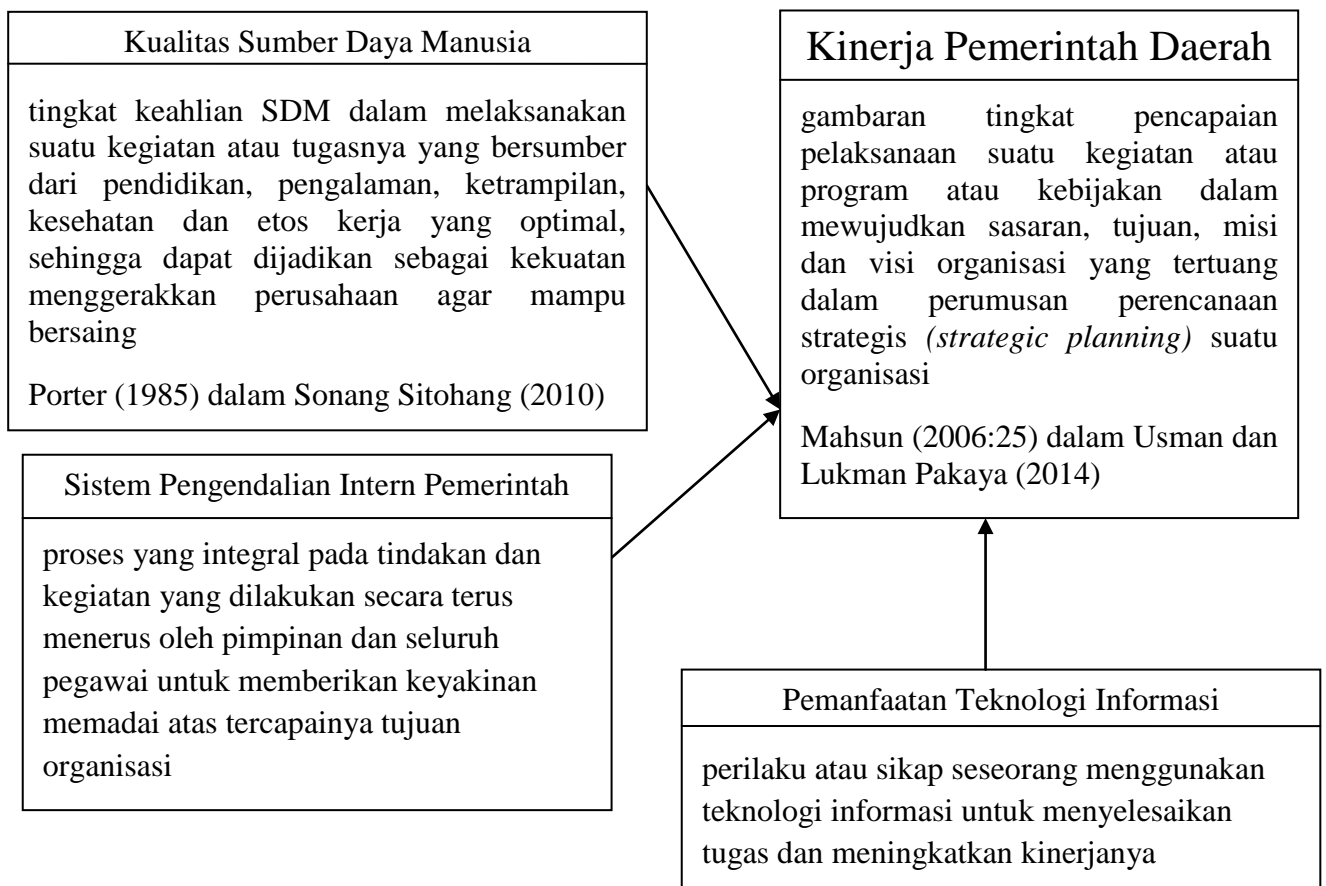 Kualitas Sumber Daya Manusia
tingkat keahlian SDM dalam melaksanakan
suatu kegiatan atau tugasnya yang bersumber
dari pendidikan, pengalaman, ketrampilan,
kesehatan dan etos kerja yang optimal,
sehingga dapat dijadikan sebagai kekuatan
menggerakkan perusahaan agar mampu
bersaing
Porter (1985) dalam Sonang Sitohang (2010)
Kinerja Pemerintah Daerah
gambaran tingkat pencapaian
pelaksanaan suatu kegiatan atau
program atau kebijakan dalam
mewujudkan sasaran, tujuan, misi
dan visi organisasi yang tertuang
dalam perumusan perencanaan
strategis (strategic planning) suatu
organisasi
Mahsun (2006:25) dalam Usman dan
Lukman Pakaya (2014)
Sistem Pengendalian Intern Pemerintah
proses yang integral pada tindakan dan
kegiatan yang dilakukan secara terus
menerus oleh pimpinan dan seluruh
pegawai untuk memberikan keyakinan
memadai atas tercapainya tujuan
organisasi
Pemanfaatan Teknologi Informasi
perilaku atau sikap seseorang menggunakan
teknologi informasi untuk menyelesaikan
tugas dan meningkatkan kinerjanya